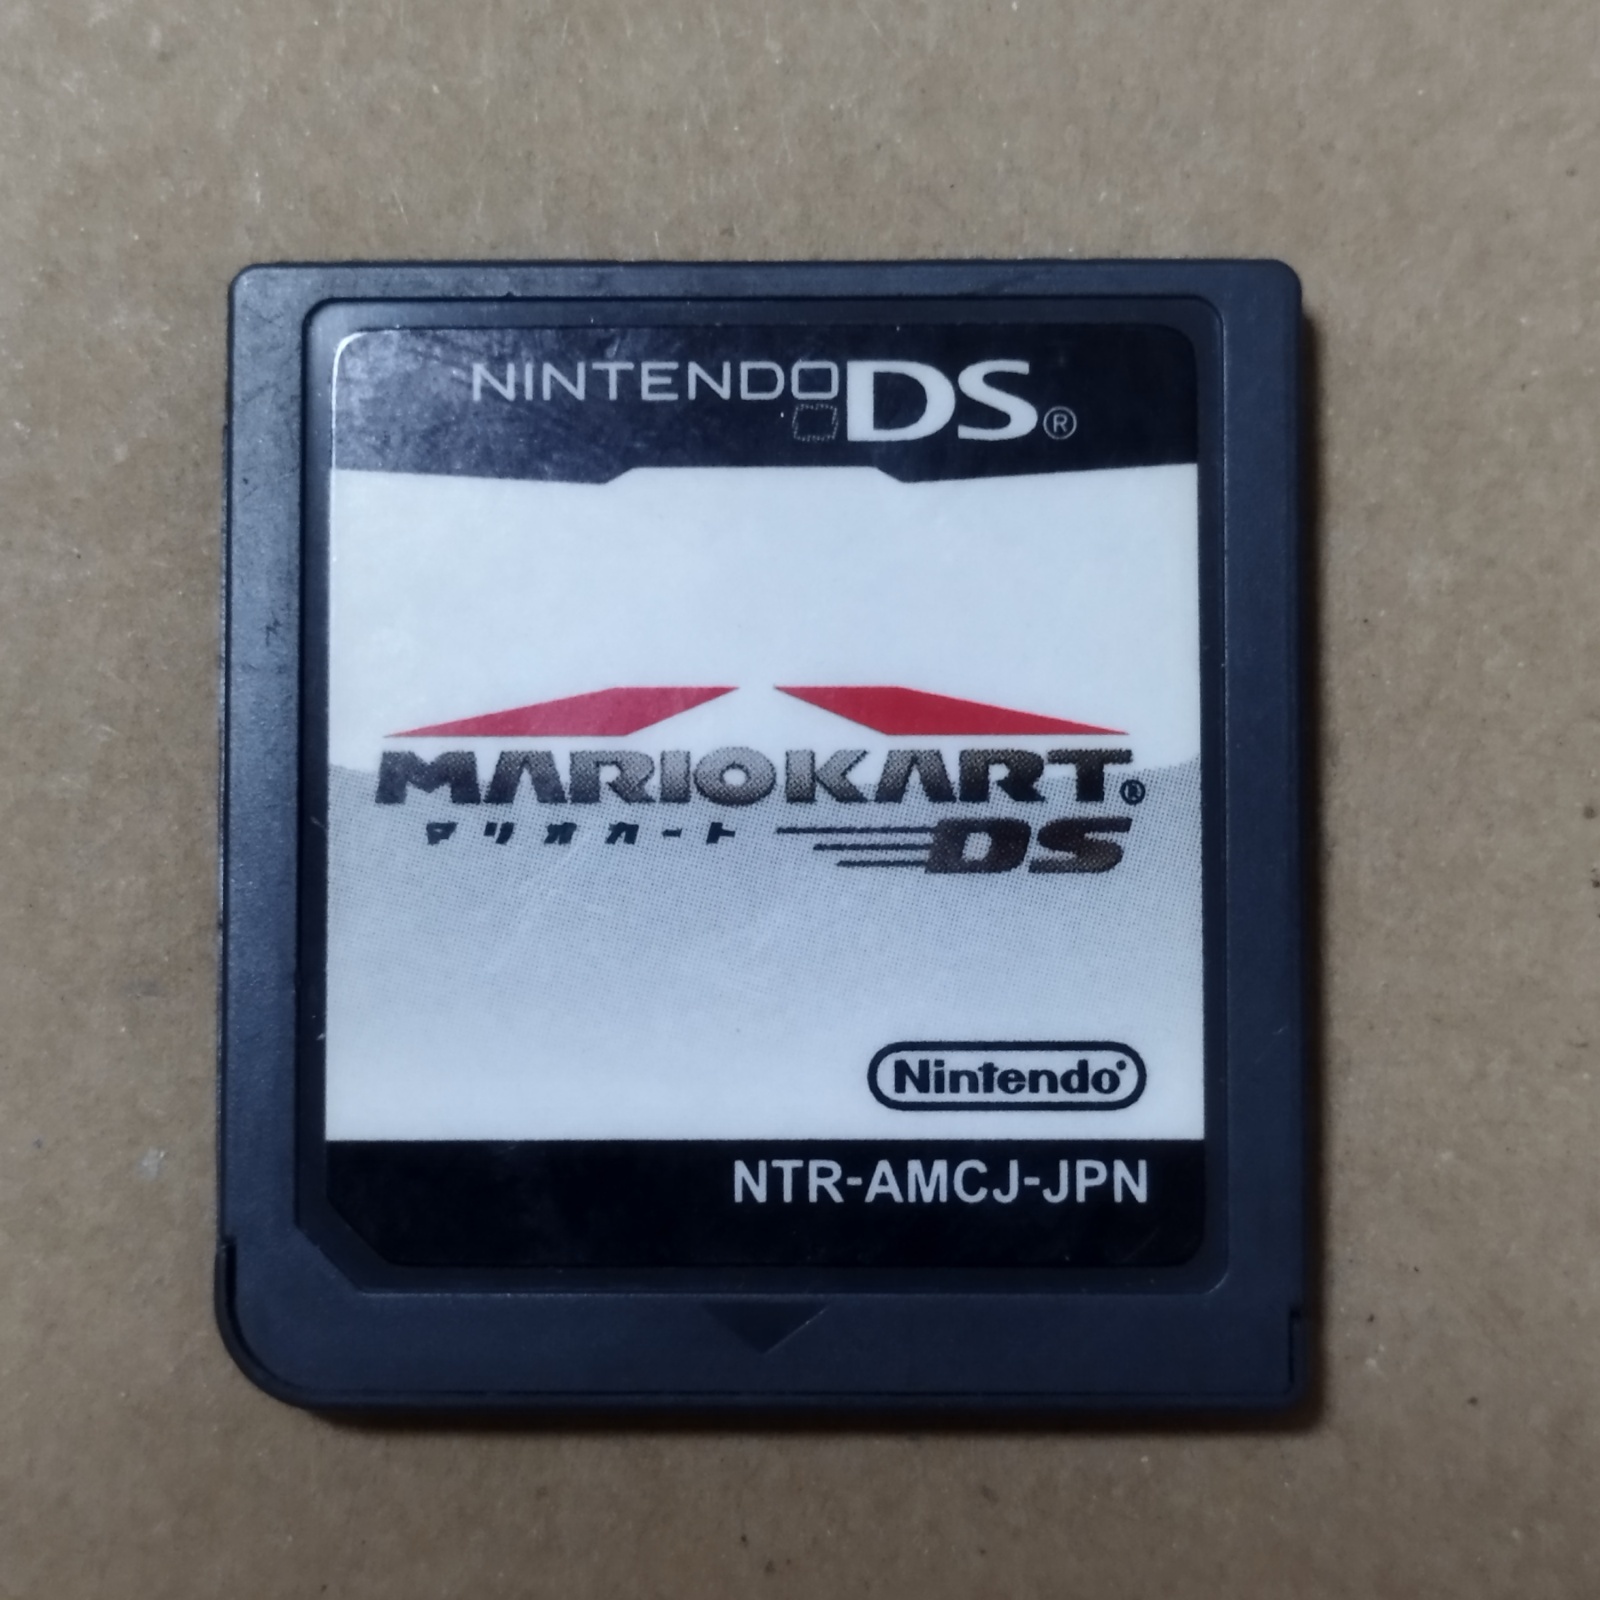 NINTENDO DS®
MARIOKART®
マリオカート DS
Nintendo®
NTR-AMCJ-JPN